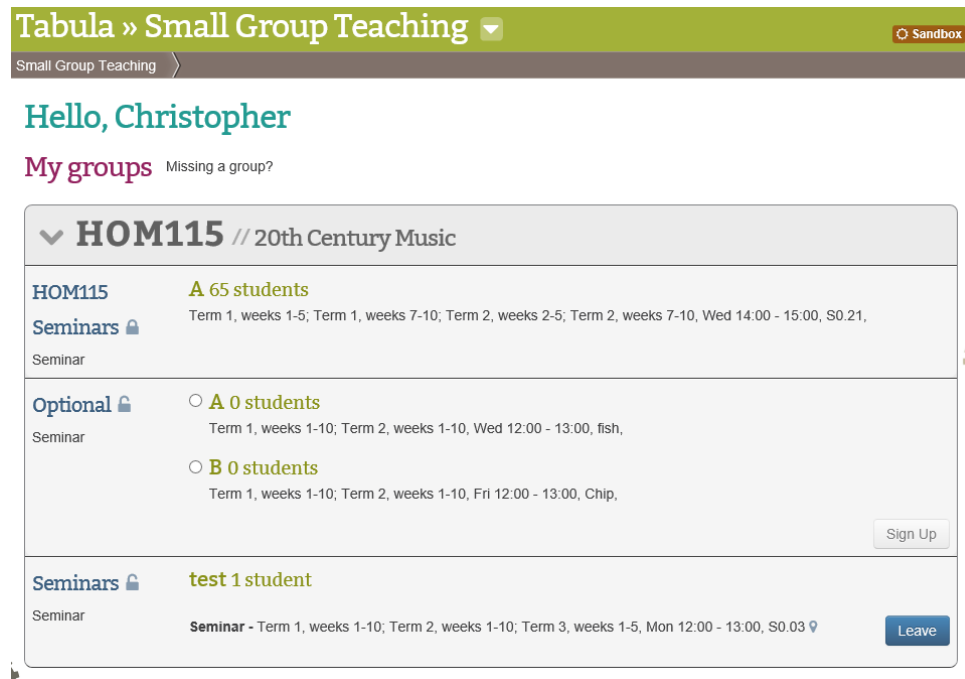 Tabula » Small Group Teaching
Sandbox
Small Group Teaching
Hello, Christopher
My groups Missing a group?
HOM115 // 20th Century Music
HOM115 Seminars
Seminar
A 65 students
Term 1, weeks 1-5; Term 1, weeks 7-10; Term 2, weeks 2-5; Term 2, weeks 7-10, Wed 14:00 - 15:00, S0.21,
Optional
Seminar
A 0 students
Term 1, weeks 1-10; Term 2, weeks 1-10, Wed 12:00 - 13:00, fish,
B 0 students
Term 1, weeks 1-10; Term 2, weeks 1-10, Fri 12:00 - 13:00, Chip,
Sign Up
Seminars
Seminar
test 1 student
Seminar - Term 1, weeks 1-10; Term 2, weeks 1-10; Term 3, weeks 1-5, Mon 12:00 - 13:00, S0.03
Leave